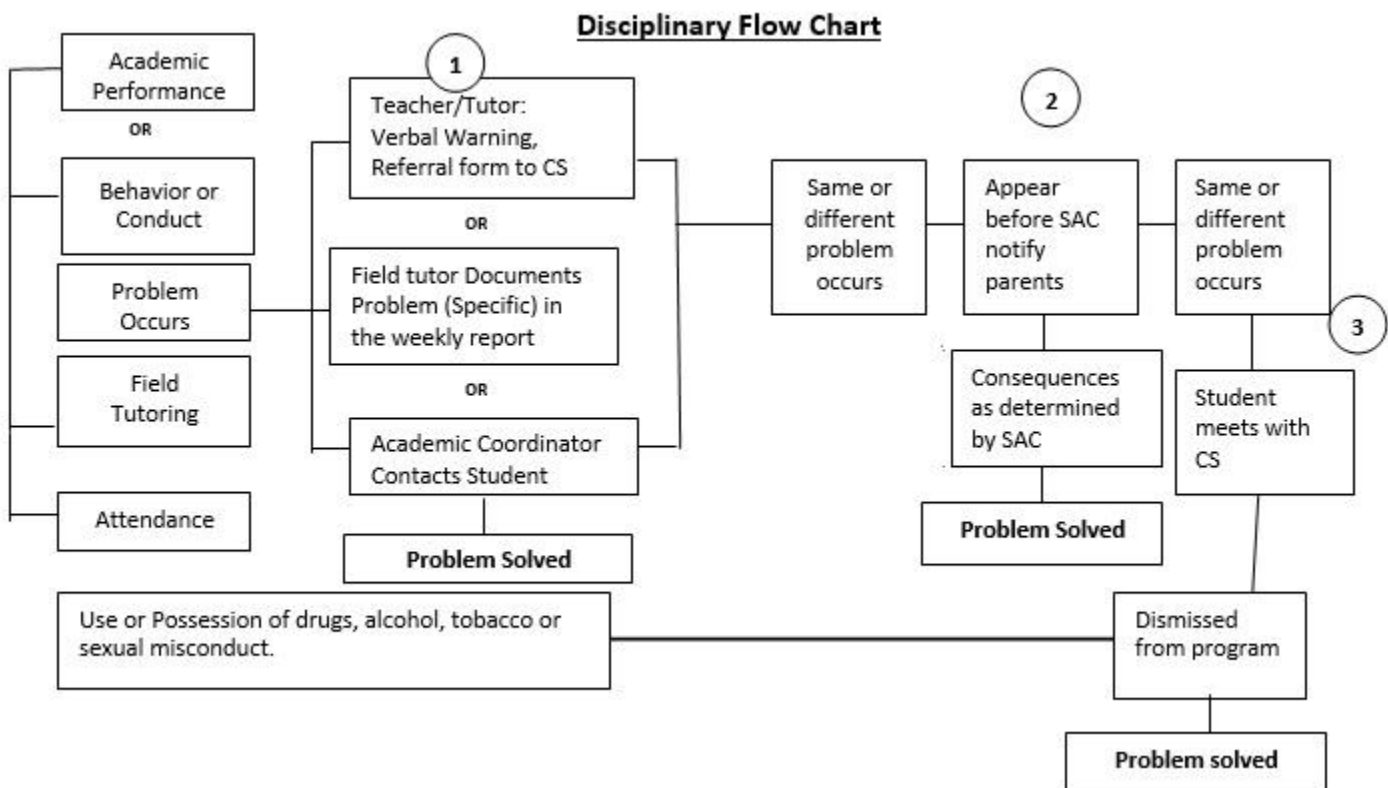 Disciplinary Flow Chart
Academic
Performance
OR
Behavior or
Conduct
Problem
Occurs
Field
Tutoring
Attendance
1
Teacher/Tutor:
Verbal Warning,
Referral form to CS
OR
Field tutor Documents
Problem (Specific) in
the weekly report
OR
Academic Coordinator
Contacts Student
Problem Solved
Same or
different
problem
occurs
2
Appear
before SAC
notify
parents
Consequences
as determined
by SAC
Problem Solved
Same or
different
problem
occurs
3
Student
meets with
CS
Use or Possession of drugs, alcohol, tobacco or
sexual misconduct.
Dismissed
from program
Problem solved